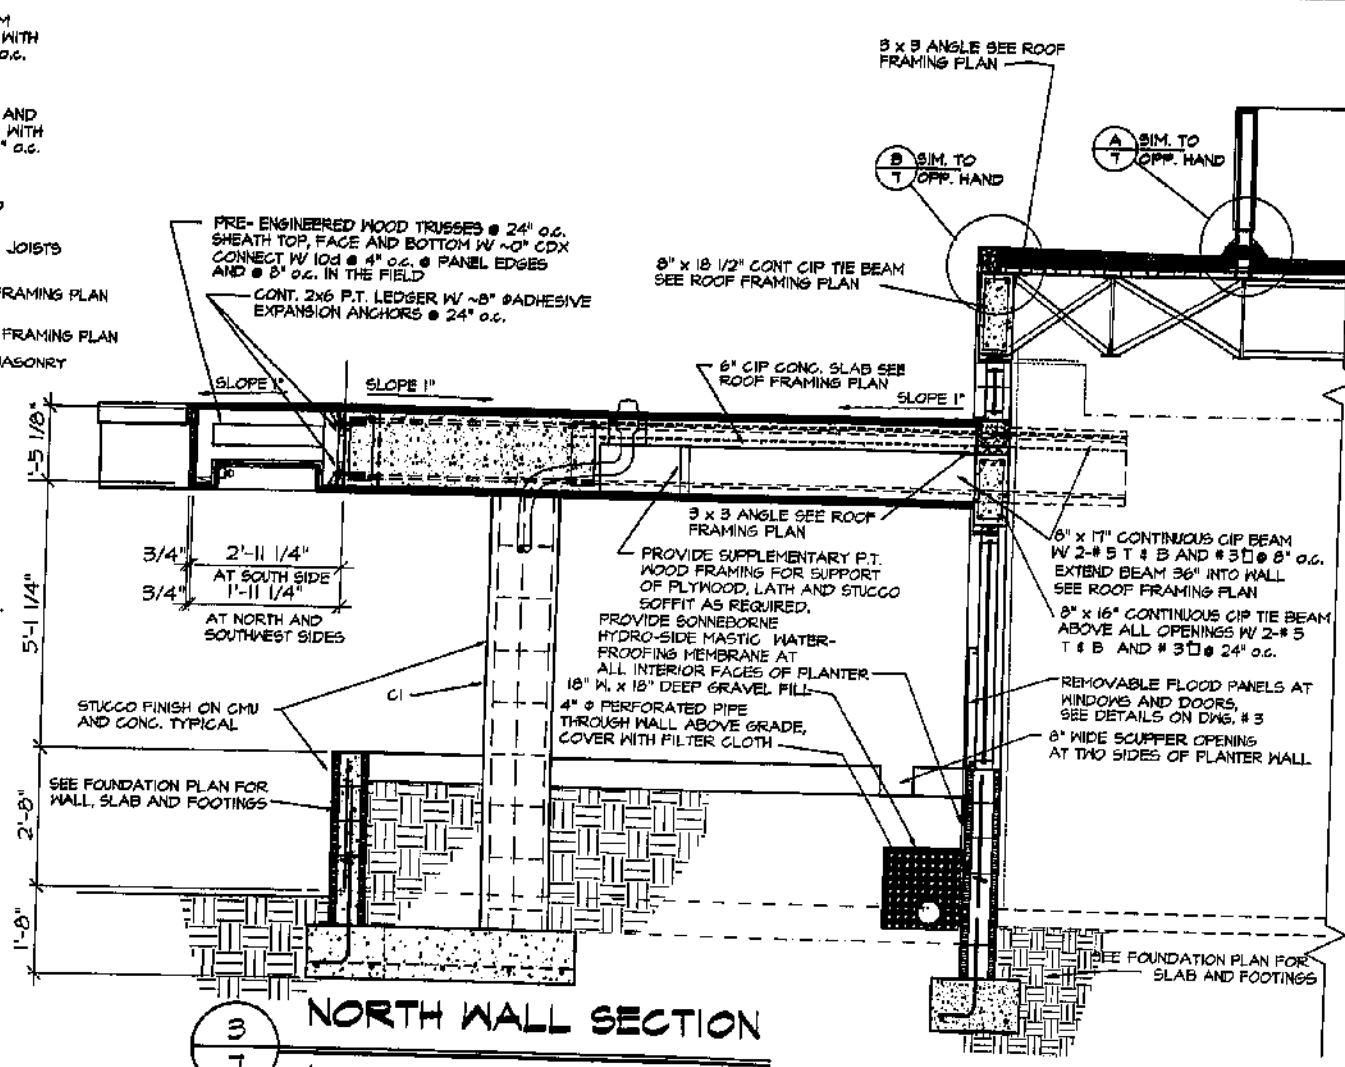 WITH
o.c.
AND
WITH
" o.c.
JOISTS
FRAMING PLAN
FRAMING PLAN
MASONRY
3 x 3 ANGLE SEE ROOF
FRAMING PLAN
B SIM. TO
7 OPP. HAND
A SIM. TO
7 OPP. HAND
PRE- ENGINEERED WOOD TRUSSES @ 24" o.c.
SHEATH TOP, FACE AND BOTTOM W/ ~0" CDX
CONNECT W/ 10d @ 4" o.c. @ PANEL EDGES
AND @ 8" o.c. IN THE FIELD
CONT. 2x6 P.T. LEDGER W/ ~8" ØADHESIVE
EXPANSION ANCHORS @ 24" o.c.
8" x 18 1/2" CONT CIP TIE BEAM
SEE ROOF FRAMING PLAN
6" CIP CONC. SLAB SEE
ROOF FRAMING PLAN
SLOPE 1"
SLOPE 1"
SLOPE 1"
1'-5 1/8"
3 x 3 ANGLE SEE ROOF
FRAMING PLAN
8" x 17" CONTINUOUS CIP BEAM
W/ 2-# 5 T & B AND # 3 @ 8" o.c.
EXTEND BEAM 36" INTO WALL
SEE ROOF FRAMING PLAN
3/4" 2'-11 1/4"
AT SOUTH SIDE
3/4" 1'-11 1/4"
AT NORTH AND
SOUTHWEST SIDES
PROVIDE SUPPLEMENTARY P.T.
WOOD FRAMING FOR SUPPORT
OF PLYWOOD, LATH AND STUCCO
SOFFIT AS REQUIRED.
PROVIDE SONNEBORNE
HYDRO-SIDE MASTIC WATER-
PROOFING MEMBRANE AT
ALL INTERIOR FACES OF PLANTER
8" x 16" CONTINUOUS CIP TIE BEAM
ABOVE ALL OPENINGS W/ 2-# 5
T & B AND # 3 @ 24" o.c.
5'-1 1/4"
C1
18" W. x 18" DEEP GRAVEL FILL
4" Ø PERFORATED PIPE
THROUGH WALL ABOVE GRADE,
COVER WITH FILTER CLOTH
REMOVABLE FLOOD PANELS AT
WINDOWS AND DOORS,
SEE DETAILS ON DWG. # 3
8" WIDE SCUPPER OPENING
AT TWO SIDES OF PLANTER WALL
STUCCO FINISH ON CMU
AND CONC. TYPICAL
SEE FOUNDATION PLAN FOR
WALL, SLAB AND FOOTINGS
2'-8"
1'-8"
SEE FOUNDATION PLAN FOR
SLAB AND FOOTINGS
3
7
NORTH WALL SECTION